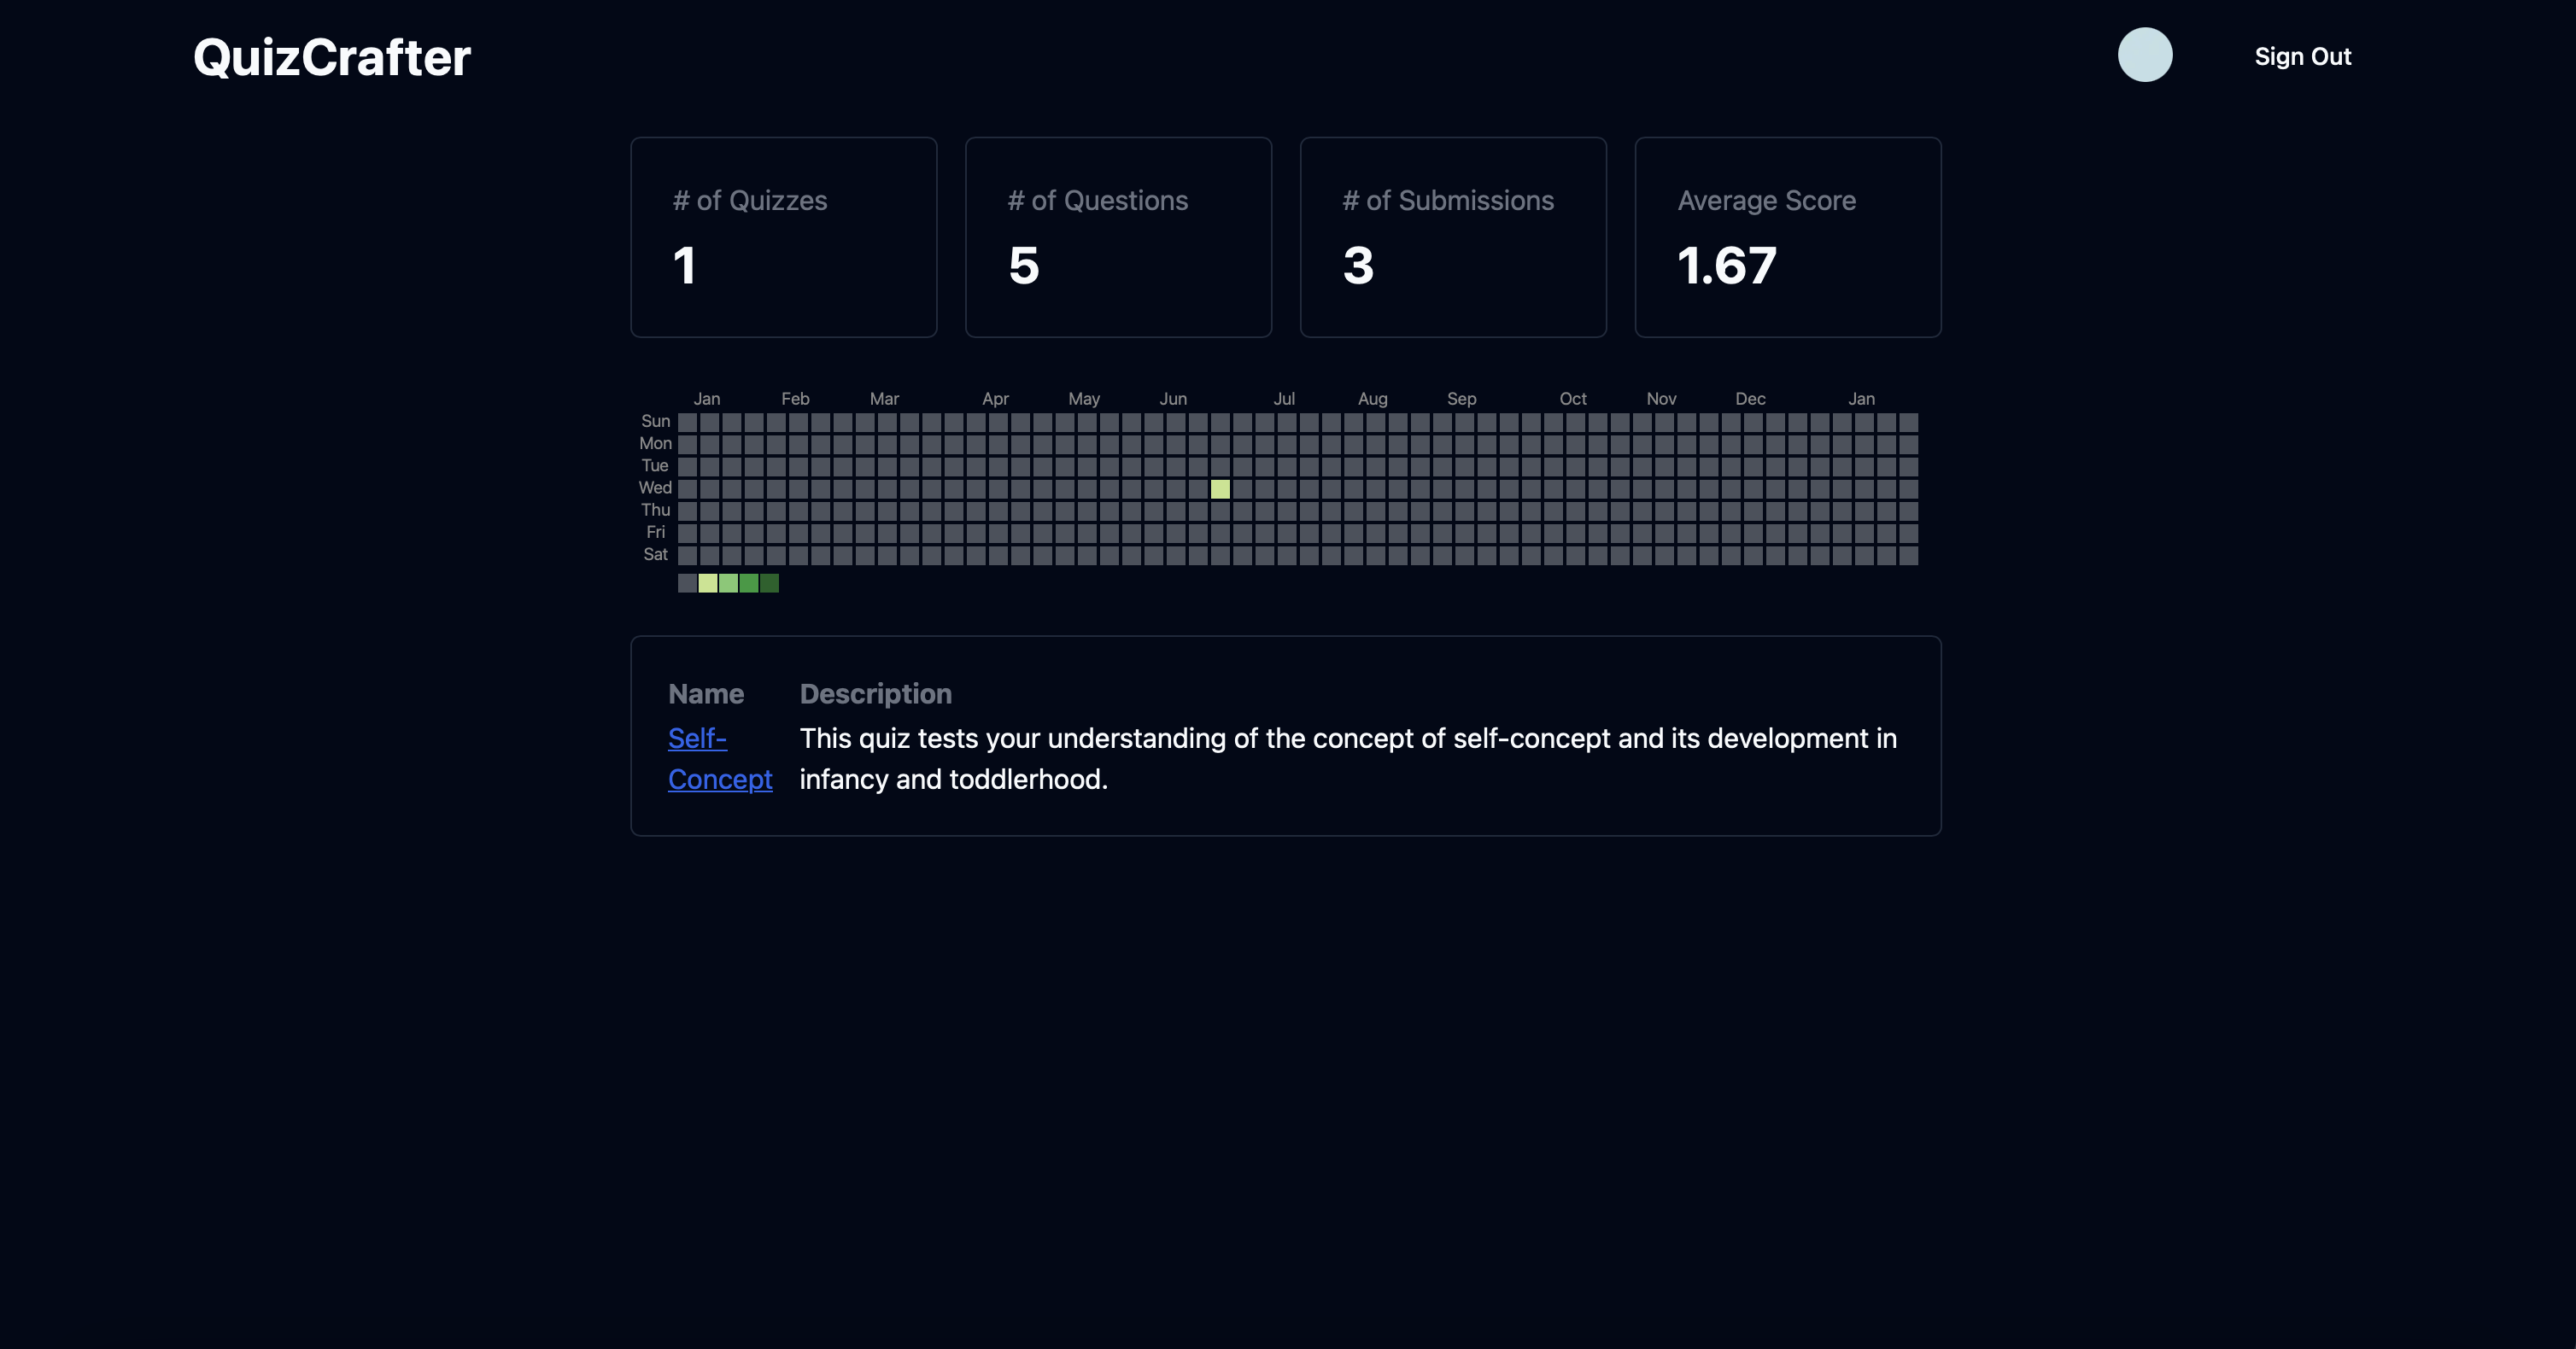 QuizCrafter
Sign Out
# of Quizzes
1
# of Questions
5
# of Submissions
3
Average Score
1.67
Jan Feb Mar Apr May Jun Jul Aug Sep Oct Nov Dec Jan
Sun
Mon
Tue
Wed
Thu
Fri
Sat
Name Description
Self-
Concept
This quiz tests your understanding of the concept of self-concept and its development in
infancy and toddlerhood.